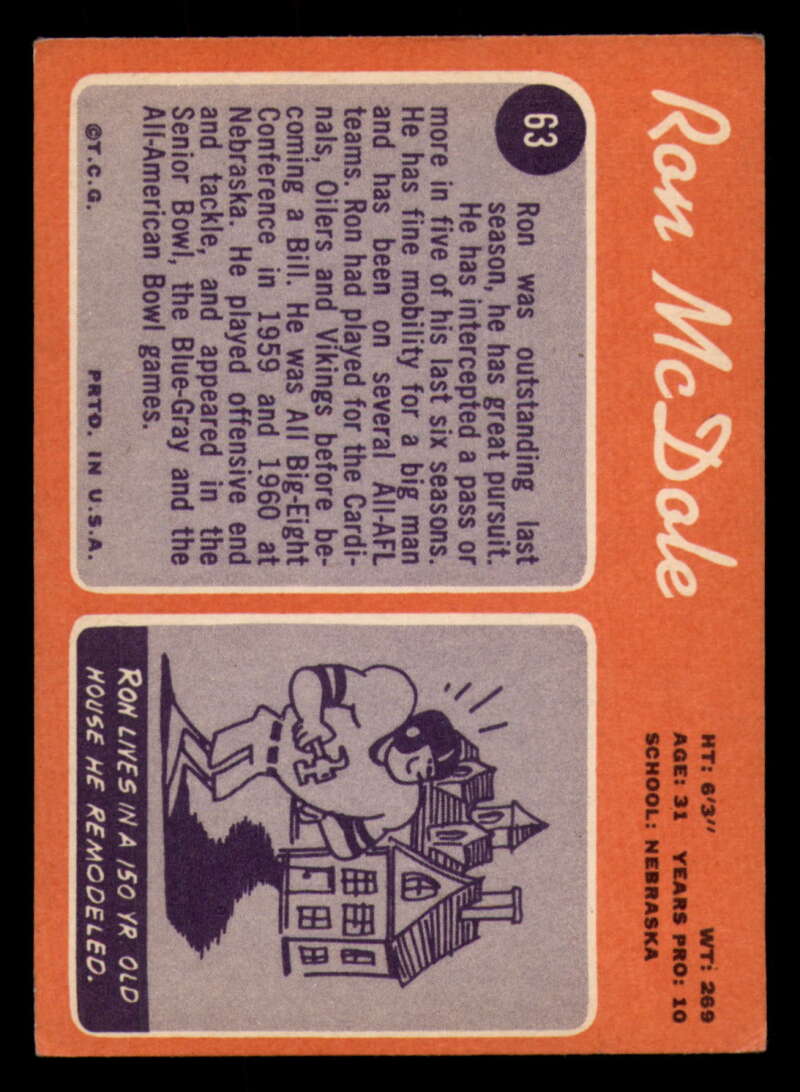 Ron McDole
HT: 6'3" WT: 269
AGE: 31 YEARS PRO: 10
SCHOOL: NEBRASKA
63
Ron was outstanding last
season, he has great pursuit.
He has intercepted a pass or
more in five of his last six seasons.
He has fine mobility for a big man
and has been on several All-AFL
teams. Ron had played for the Cardi-
nals, Oilers and Vikings before be-
coming a Bill. He was All Big-Eight
Conference in 1959 and 1960 at
Nebraska. He played offensive end
and tackle, and appeared in the
Senior Bowl, the Blue-Gray and the
All-American Bowl games.
©T.C.G. PRTD. IN U.S.A.
RON LIVES IN A 150 YR. OLD
HOUSE HE REMODELED.